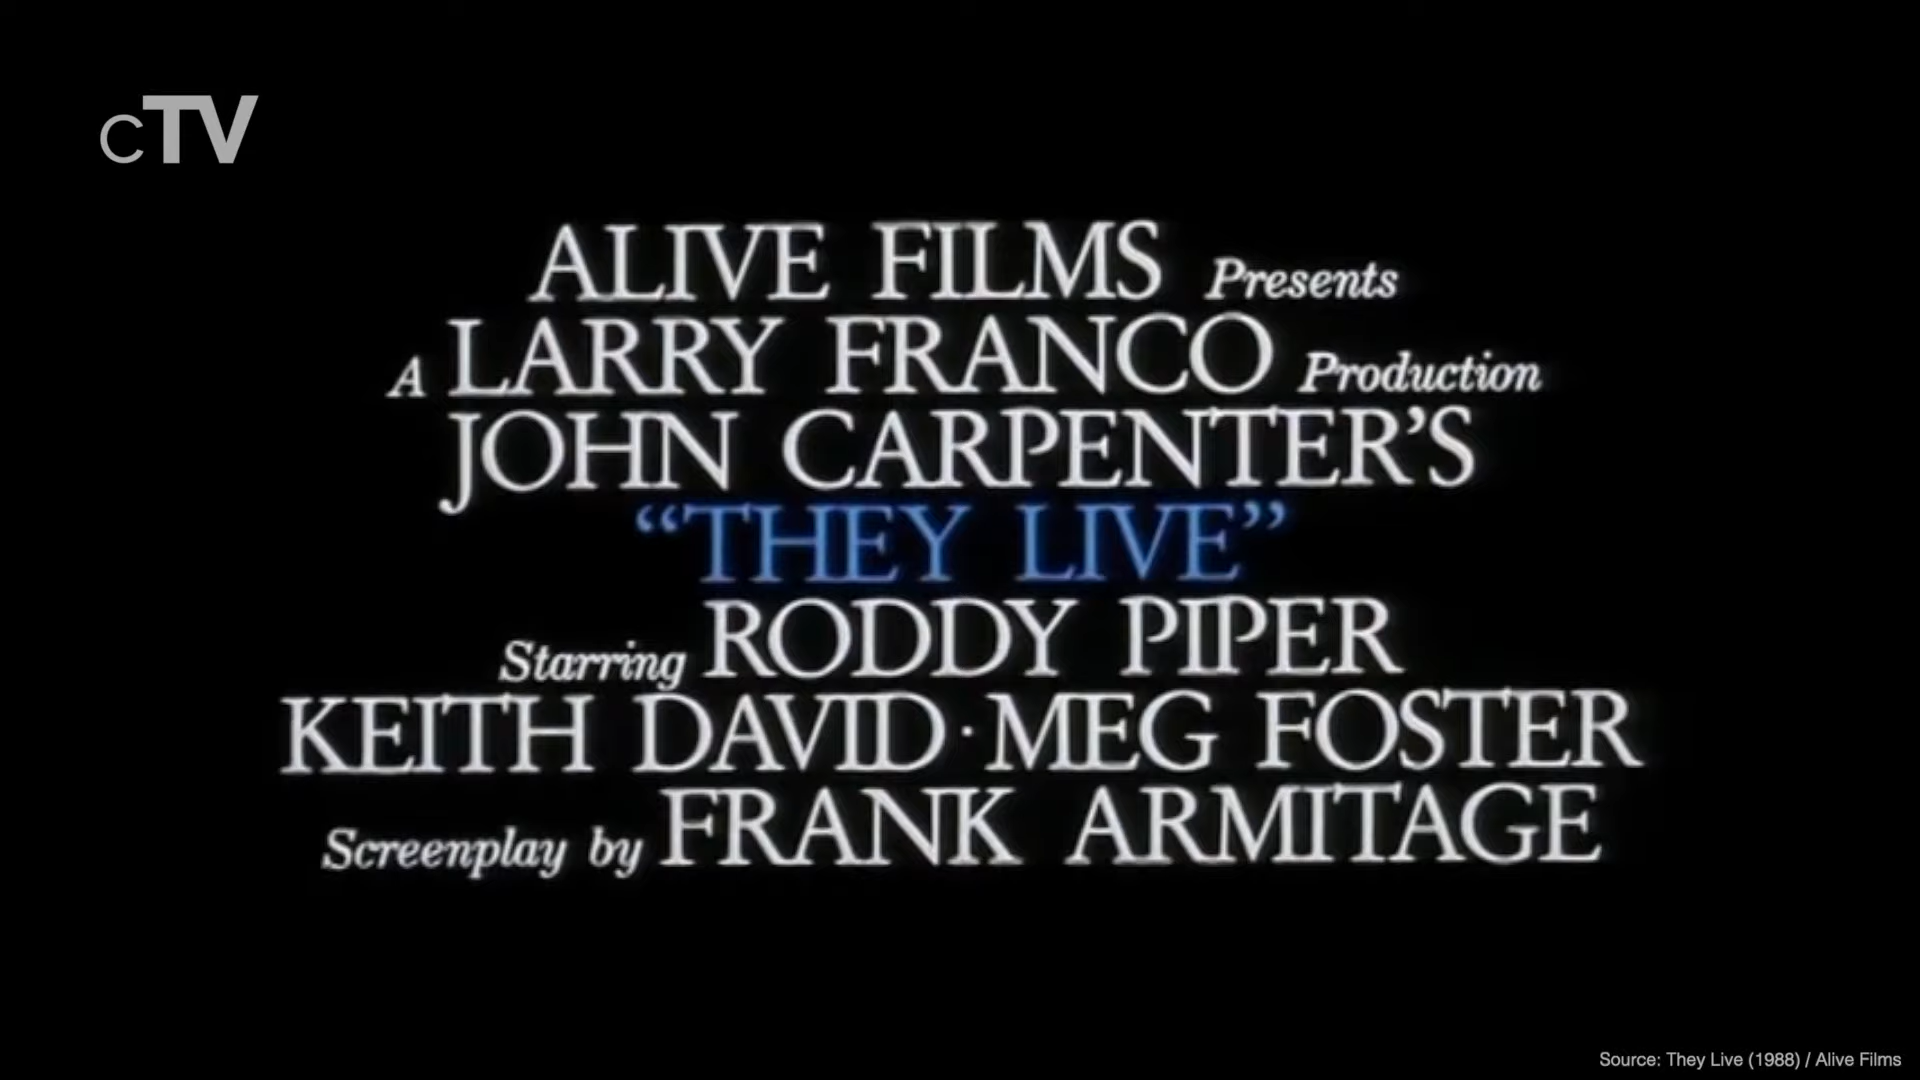 cTV
ALIVE FILMS Presents
A LARRY FRANCO Production
JOHN CARPENTER'S
“THEY LIVE”
Starring RODDY PIPER
KEITH DAVID · MEG FOSTER
Screenplay by FRANK ARMITAGE
Source: They Live (1988) / Alive Films